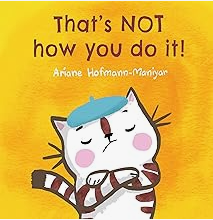 That's NOT
how you do it!
Ariane Hofmann-Maniyar